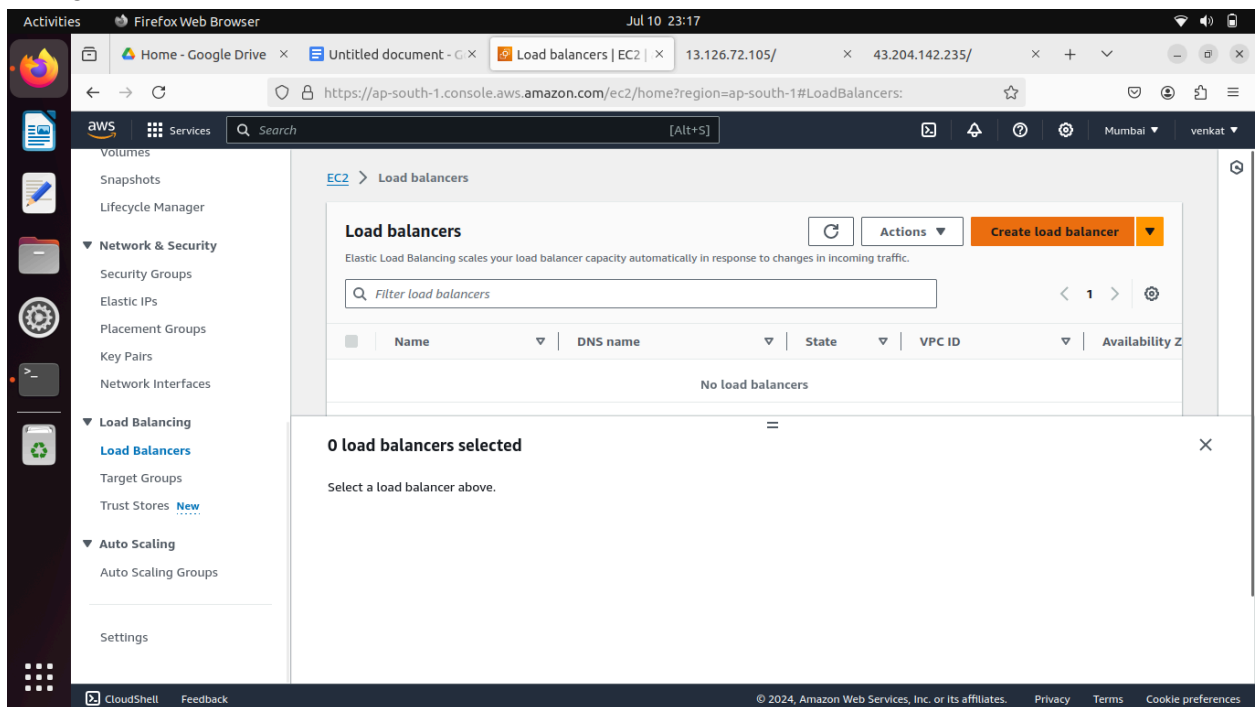 Activities Firefox Web Browser Jul 10 23:17
Home - Google Drive × Untitled document - G × Load balancers | EC2 | × 13.126.72.105/ × 43.204.142.235/ × +
https://ap-south-1.console.aws.amazon.com/ec2/home?region=ap-south-1#LoadBalancers:
aws Services Search [Alt+S] Mumbai ▼ venkat ▼
Volumes
Snapshots
Lifecycle Manager
▼ Network & Security
Security Groups
Elastic IPs
Placement Groups
Key Pairs
Network Interfaces
▼ Load Balancing
Load Balancers
Target Groups
Trust Stores New
▼ Auto Scaling
Auto Scaling Groups
Settings
EC2 > Load balancers
Load balancers Actions ▼ Create load balancer ▼
Elastic Load Balancing scales your load balancer capacity automatically in response to changes in incoming traffic.
Filter load balancers < 1 >
Name DNS name State VPC ID Availability Z
No load balancers
0 load balancers selected
Select a load balancer above.
CloudShell Feedback © 2024, Amazon Web Services, Inc. or its affiliates. Privacy Terms Cookie preferences